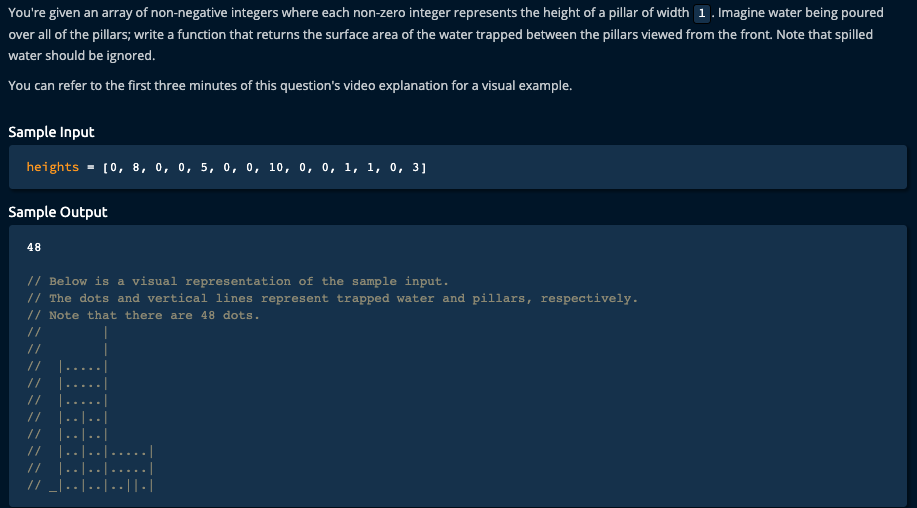 You're given an array of non-negative integers where each non-zero integer represents the height of a pillar of width 1. Imagine water being poured
over all of the pillars; write a function that returns the surface area of the water trapped between the pillars viewed from the front. Note that spilled
water should be ignored.
You can refer to the first three minutes of this question's video explanation for a visual example.
Sample Input
heights = [0, 8, 0, 0, 5, 0, 0, 10, 0, 0, 1, 1, 0, 3]
Sample Output
48
// Below is a visual representation of the sample input.
// The dots and vertical lines represent trapped water and pillars, respectively.
// Note that there are 48 dots.
//        |
//        |
//  |.....|
//  |.....|
//  |.....|
//  |..|..|
//  |..|..|
//  |..|..|.....|
//  |..|..|.....|
// _|..|..|..||.|